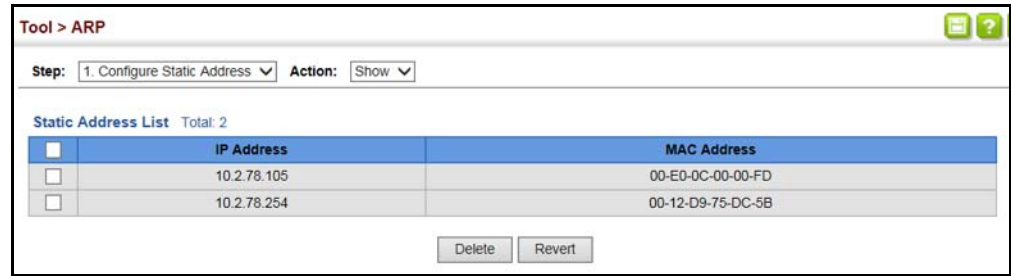 Tool > ARP
?
Step: 1. Configure Static Address Action: Show
Static Address List Total: 2
IP Address MAC Address
10.2.78.105 00-E0-0C-00-00-FD
10.2.78.254 00-12-D9-75-DC-5B
Delete Revert